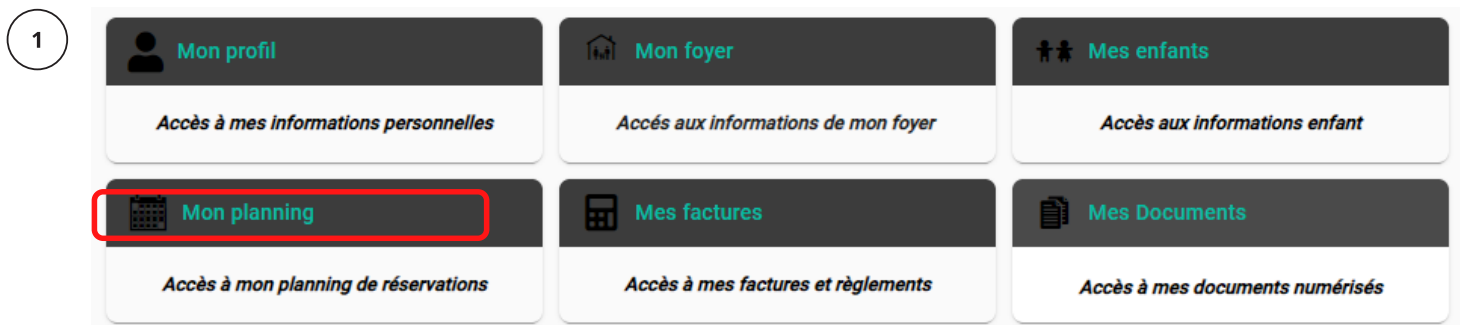 1
Mon profil
Mon foyer
Mes enfants
Accès à mes informations personnelles
Accés aux informations de mon foyer
Accès aux informations enfant
Mon planning
Mes factures
Mes Documents
Accès à mon planning de réservations
Accès à mes factures et règlements
Accès à mes documents numérisés